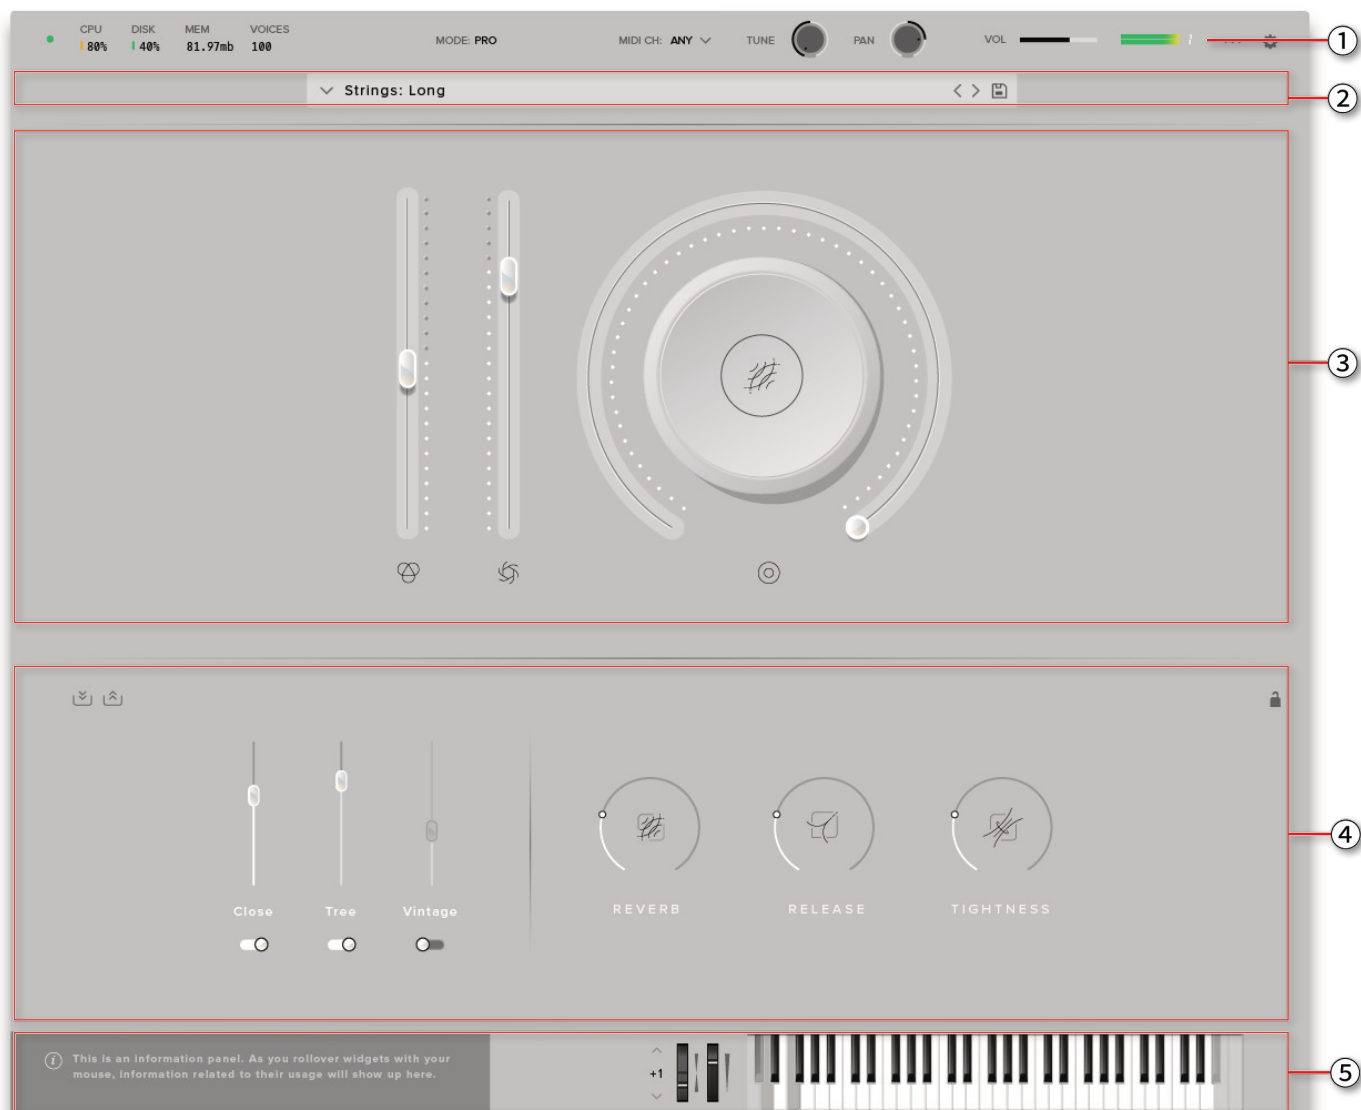 CPU DISK MEM VOICES
80% 40% 81.97mb 100
MODE: PRO
MIDI CH: ANY
TUNE
PAN
VOL
1
Strings: Long
2
3
4
Close Tree Vintage
REVERB RELEASE TIGHTNESS
This is an information panel. As you rollover widgets with your
mouse, information related to their usage will show up here.
+1
5